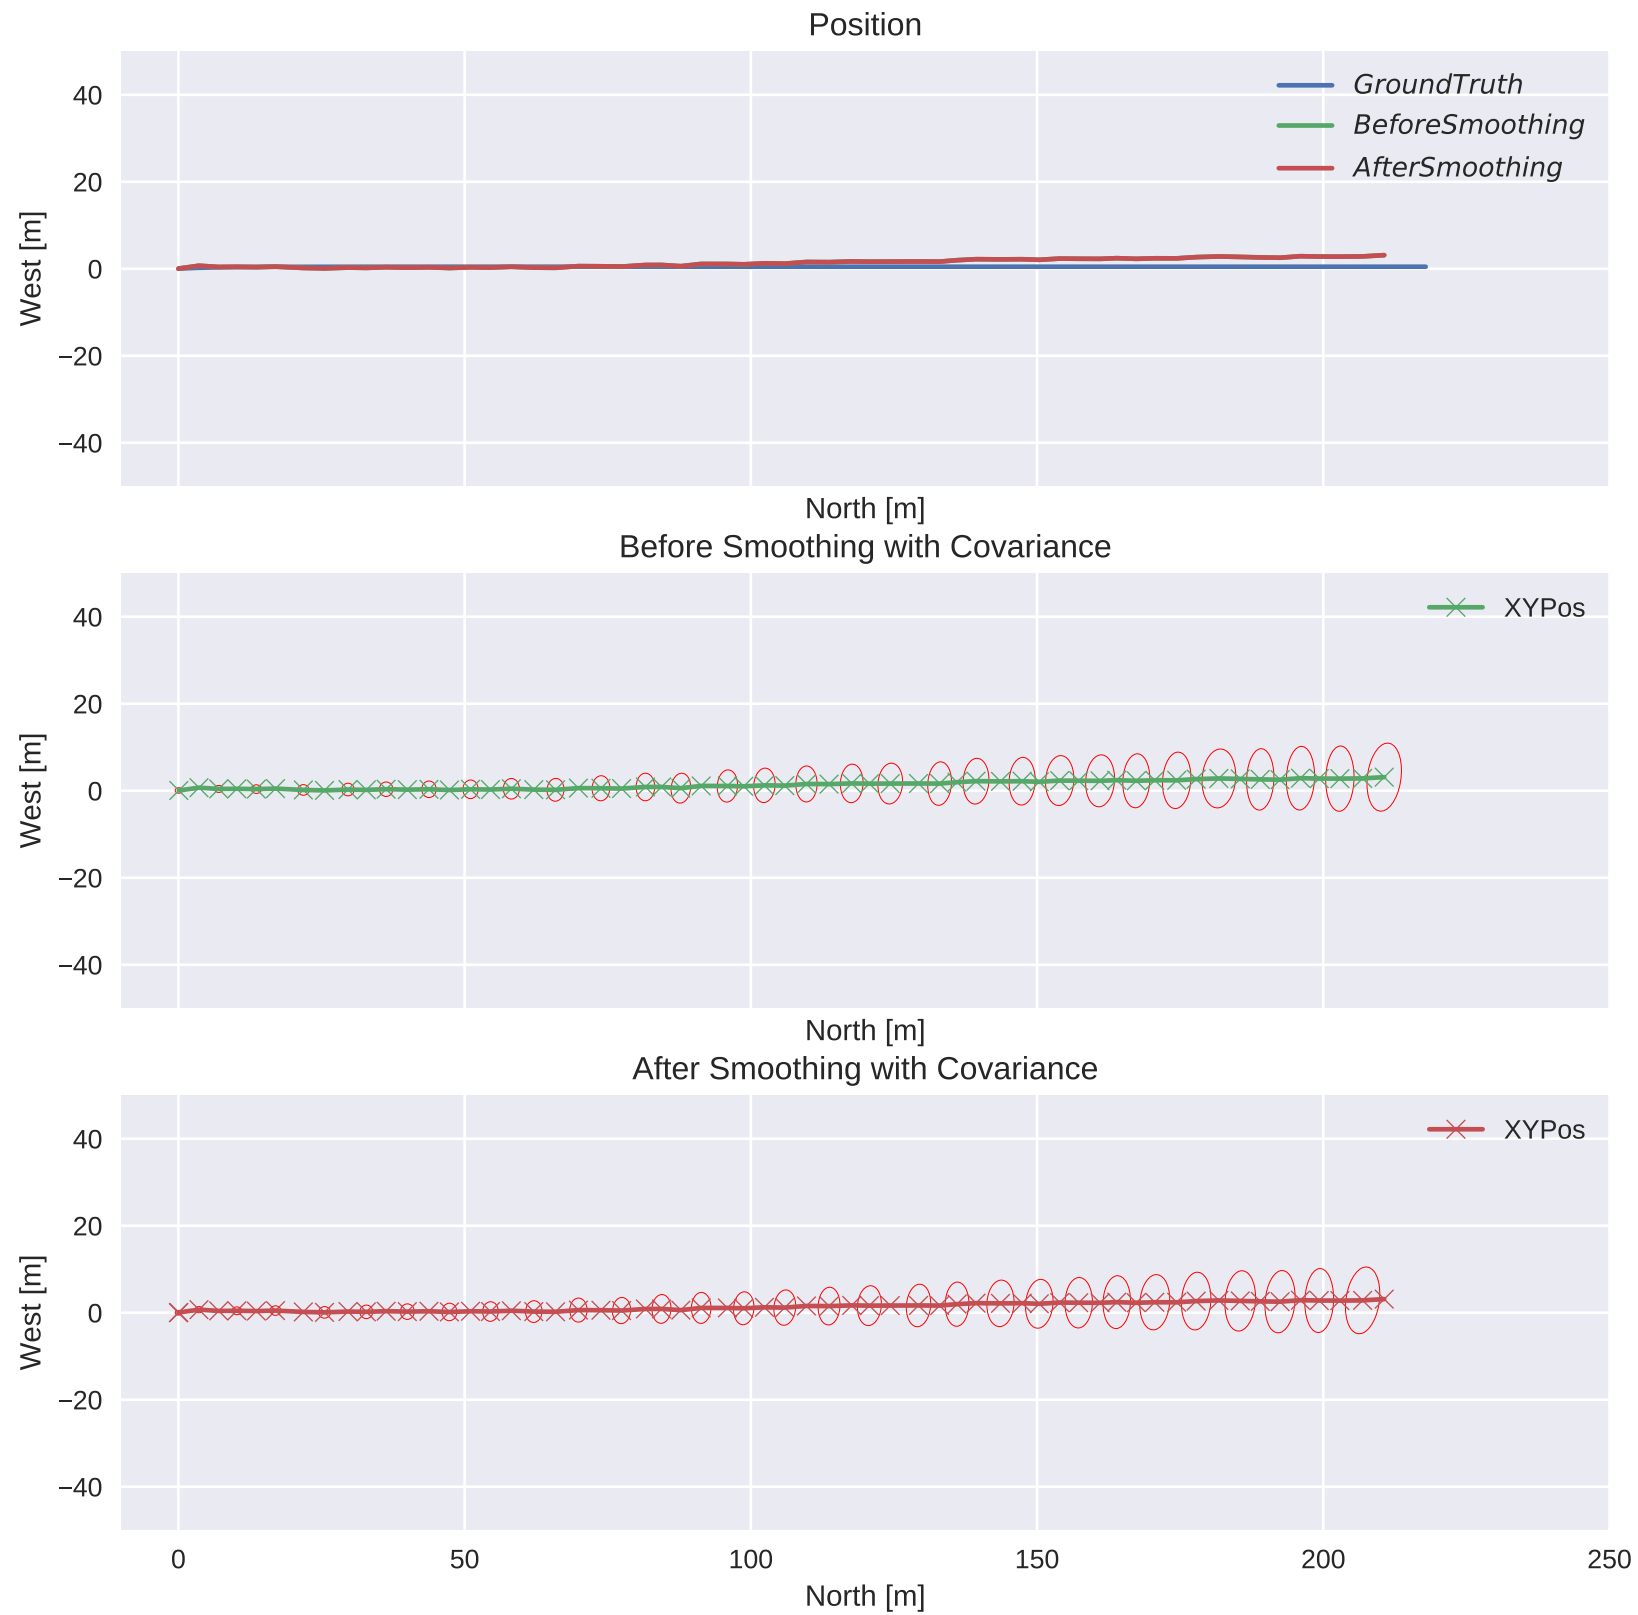 Position
West [m]
40
20
0
−20
−40
GroundTruth
BeforeSmoothing
AfterSmoothing
North [m]
Before Smoothing with Covariance
West [m]
40
20
0
−20
−40
XYPos
North [m]
After Smoothing with Covariance
West [m]
40
20
0
−20
−40
XYPos
0 50 100 150 200 250
North [m]